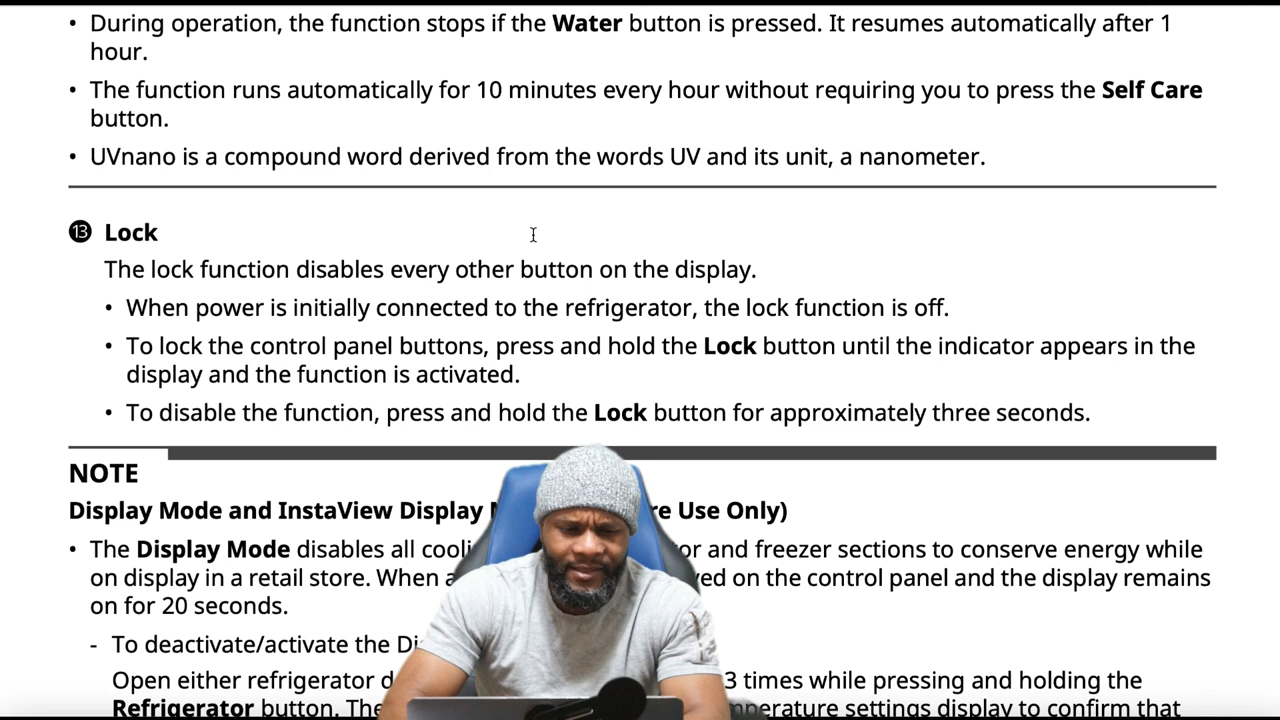 • During operation, the function stops if the Water button is pressed. It resumes automatically after 1
hour.
• The function runs automatically for 10 minutes every hour without requiring you to press the Self Care
button.
• UVnano is a compound word derived from the words UV and its unit, a nanometer.
⓭ Lock
The lock function disables every other button on the display.
• When power is initially connected to the refrigerator, the lock function is off.
• To lock the control panel buttons, press and hold the Lock button until the indicator appears in the
display and the function is activated.
• To disable the function, press and hold the Lock button for approximately three seconds.
NOTE
Display Mode and InstaView Display Use Only)
• The Display Mode disables all and freezer sections to conserve energy while
on display in a retail store. When on the control panel and the display remains
on for 20 seconds.
- To deactivate/activate the
Open either refrigerator 3 times while pressing and holding the
Refrigerator button. The settings display to confirm that